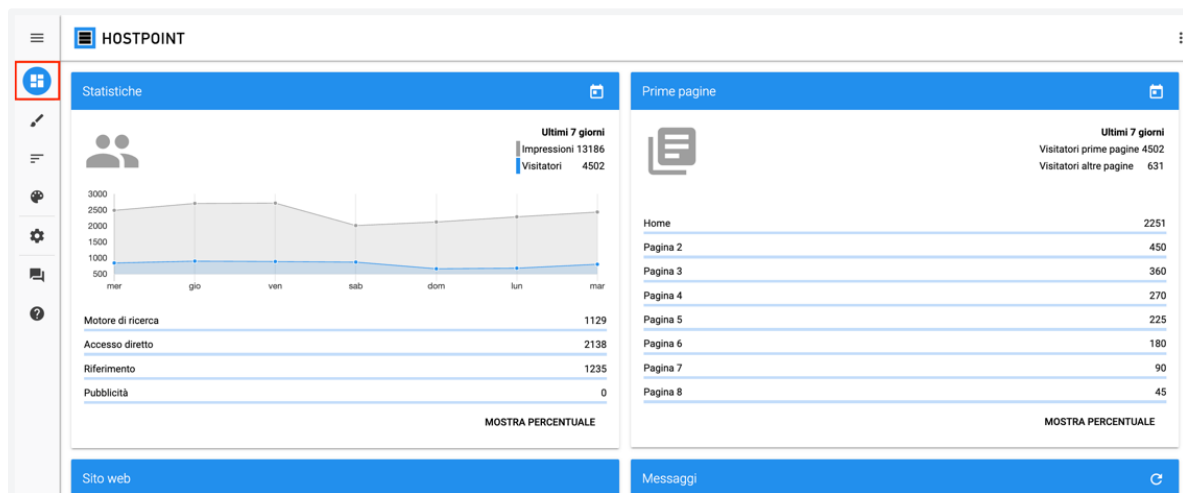 HOSTPOINT
Statistiche
Ultimi 7 giorni
Impressioni 13186
Visitatori 4502
3000
2500
2000
1500
1000
500
mer gio ven sab dom lun mar
Motore di ricerca 1129
Accesso diretto 2138
Riferimento 1235
Pubblicità 0
MOSTRA PERCENTUALE
Prime pagine
Ultimi 7 giorni
Visitatori prime pagine 4502
Visitatori altre pagine 631
Home 2251
Pagina 2 450
Pagina 3 360
Pagina 4 270
Pagina 5 225
Pagina 6 180
Pagina 7 90
Pagina 8 45
MOSTRA PERCENTUALE
Sito web
Messaggi